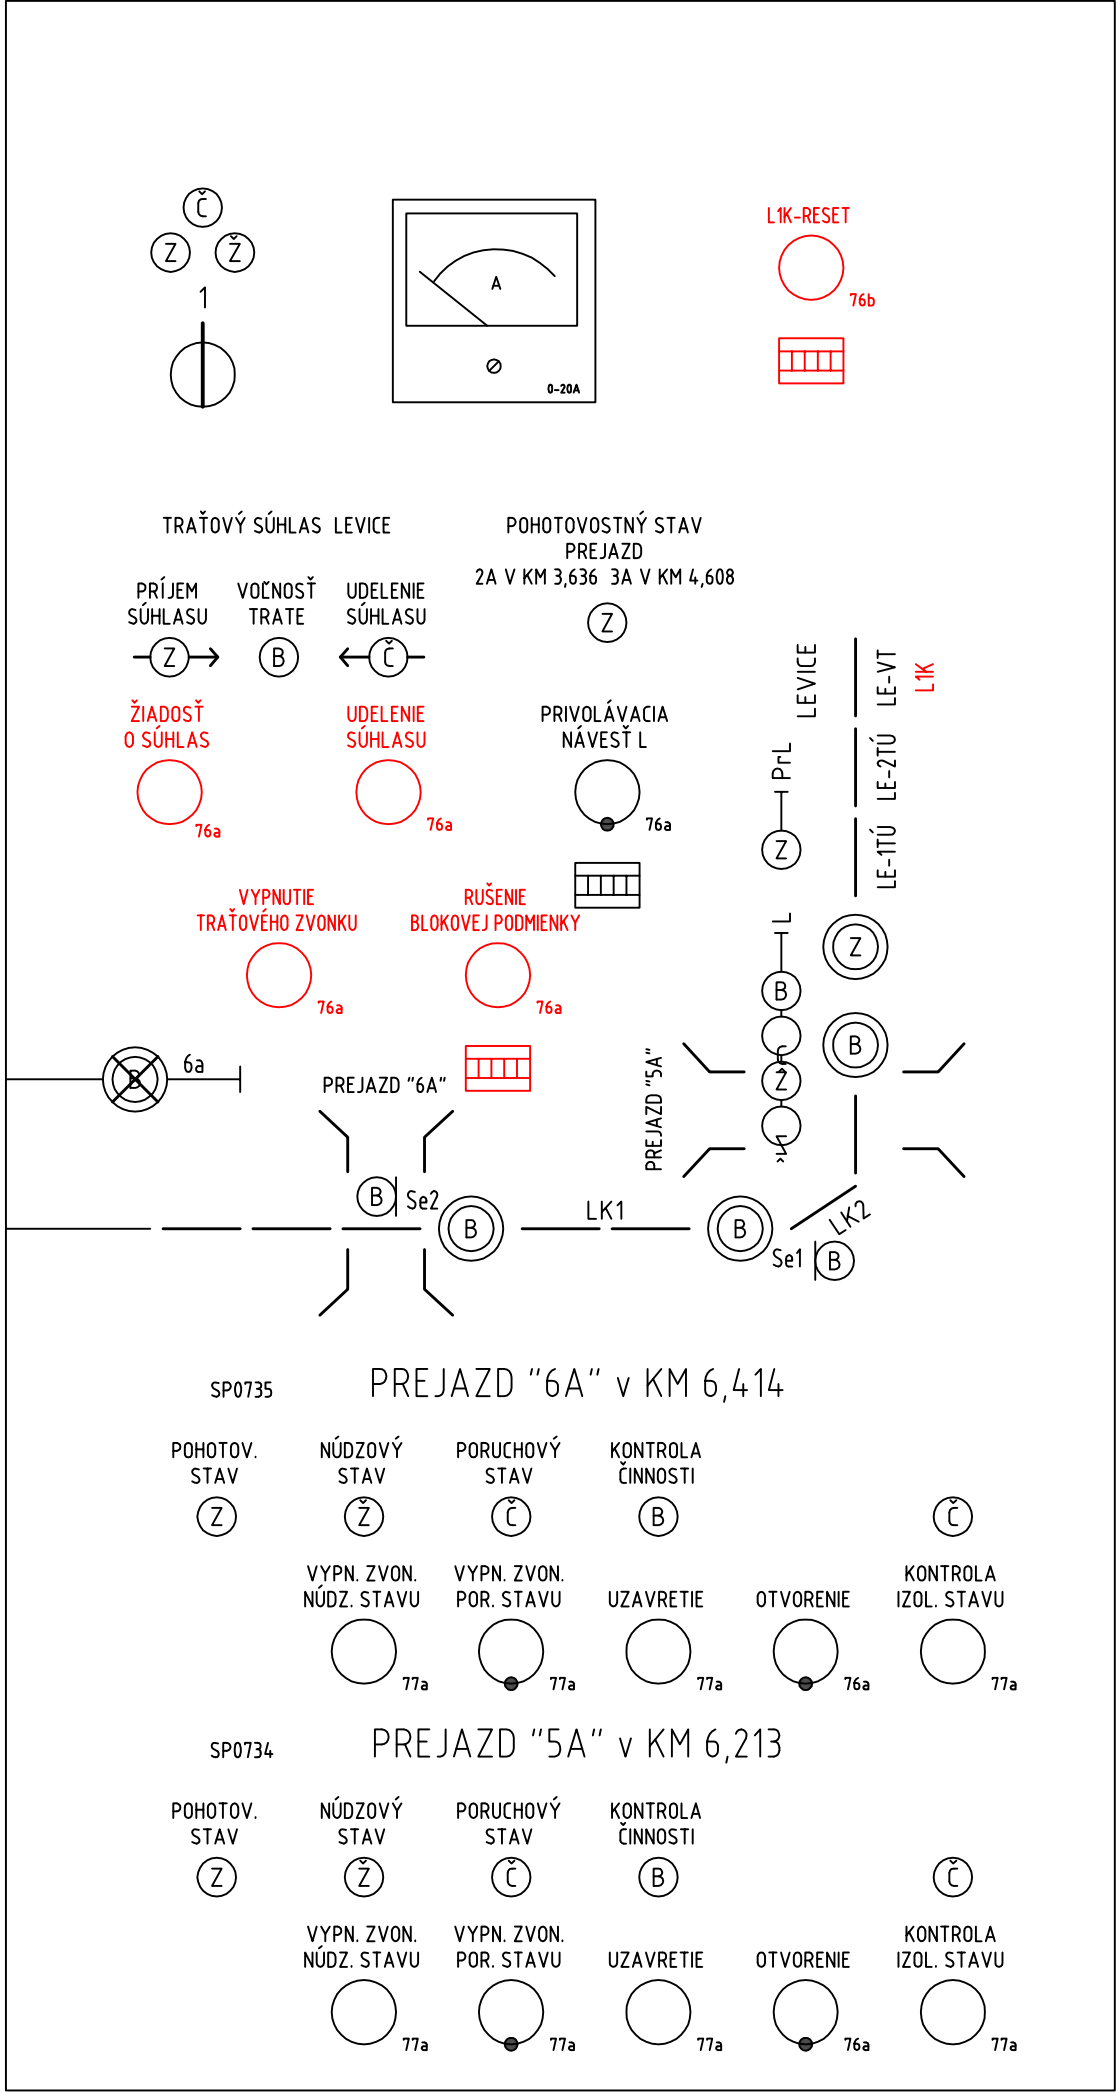 Č
Z Ž
1
A
0-20A
L1K-RESET
76b
TRAŤOVÝ SÚHLAS LEVICE
PRÍJEM
SÚHLASU
VOĽNOSŤ
TRATE
UDELENIE
SÚHLASU
Z
B
Č
ŽIADOSŤ
O SÚHLAS
76a
UDELENIE
SÚHLASU
76a
POHOTOVOSTNÝ STAV
PREJAZD
2A V KM 3,636 3A V KM 4,608
Z
PRIVOLÁVACIA
NÁVESŤ L
76a
VYPNUTIE
TRAŤOVÉHO ZVONKU
76a
RUŠENIE
BLOKOVEJ PODMIENKY
76a
LEVICE
LE-VT
L1K
LE-2TÚ
LE-1TÚ
PrL
Z
L
B
Č
Ž
Ž
Z
B
PREJAZD "5A"
B
6a
PREJAZD "6A"
B
Se2
B
LK1
B
LK2
Se1
B
SP0735
PREJAZD "6A" v KM 6,414
POHOTOV.
STAV
Z
NÚDZOVÝ
STAV
Ž
PORUCHOVÝ
STAV
Č
KONTROLA
ČINNOSTI
B
Č
VYPN. ZVON.
NÚDZ. STAVU
77a
VYPN. ZVON.
POR. STAVU
77a
UZAVRETIE
77a
OTVORENIE
76a
KONTROLA
IZOL. STAVU
77a
SP0734
PREJAZD "5A" v KM 6,213
POHOTOV.
STAV
Z
NÚDZOVÝ
STAV
Ž
PORUCHOVÝ
STAV
Č
KONTROLA
ČINNOSTI
B
Č
VYPN. ZVON.
NÚDZ. STAVU
77a
VYPN. ZVON.
POR. STAVU
77a
UZAVRETIE
77a
OTVORENIE
76a
KONTROLA
IZOL. STAVU
77a